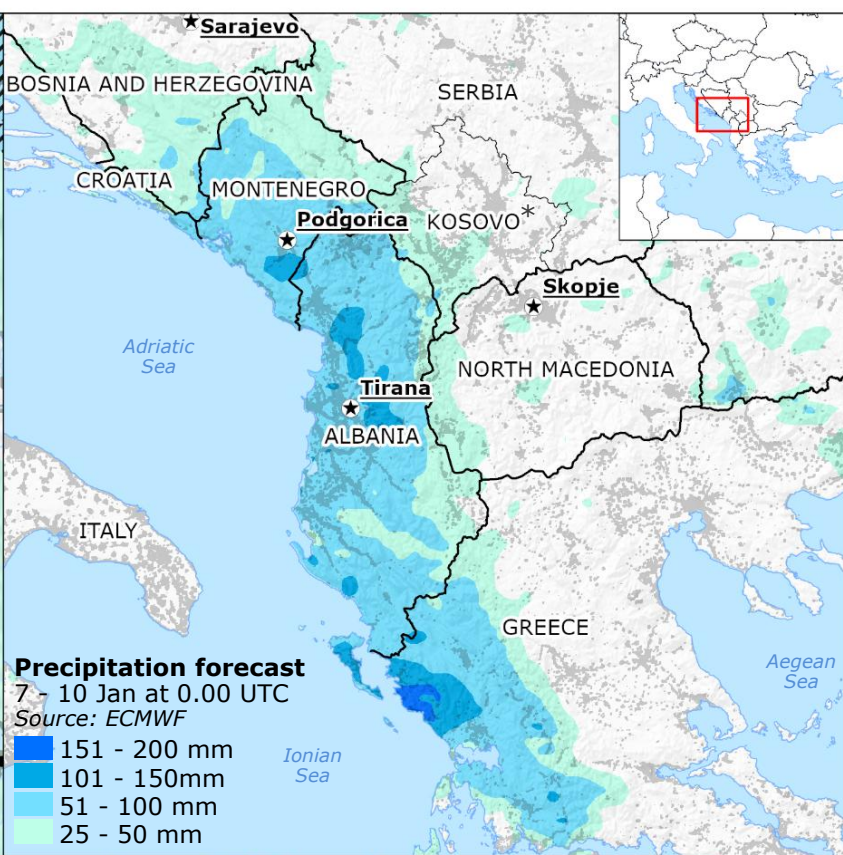 Sarajevo
BOSNIA AND HERZEGOVINA
SERBIA
CROATIA
MONTENEGRO
Podgorica
KOSOVO*
Skopje
Adriatic
Sea
NORTH MACEDONIA
Tirana
ALBANIA
ITALY
GREECE
Aegean
Sea
Ionian
Sea
Precipitation forecast
7 - 10 Jan at 0.00 UTC
Source: ECMWF
151 - 200 mm
101 - 150mm
51 - 100 mm
25 - 50 mm